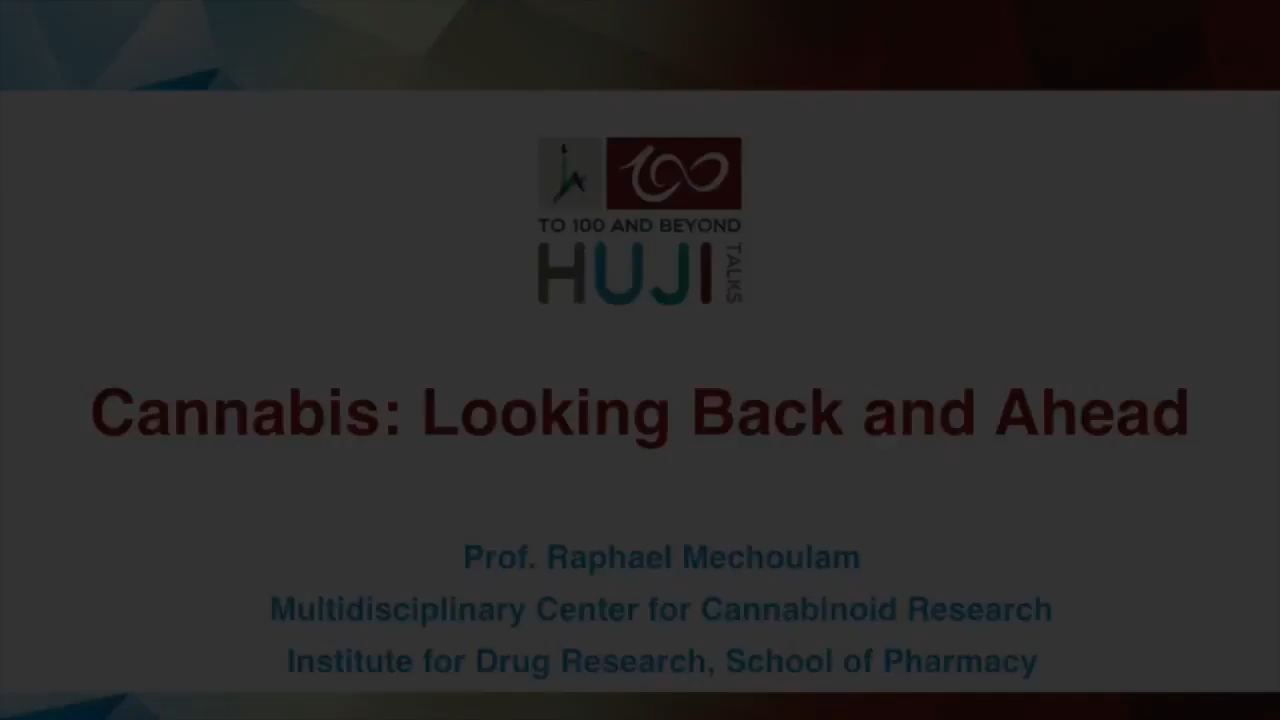 100
TO 100 AND BEYOND
HUJI TALKS
Cannabis: Looking Back and Ahead
Prof. Raphael Mechoulam
Multidisciplinary Center for Cannabinoid Research
Institute for Drug Research, School of Pharmacy